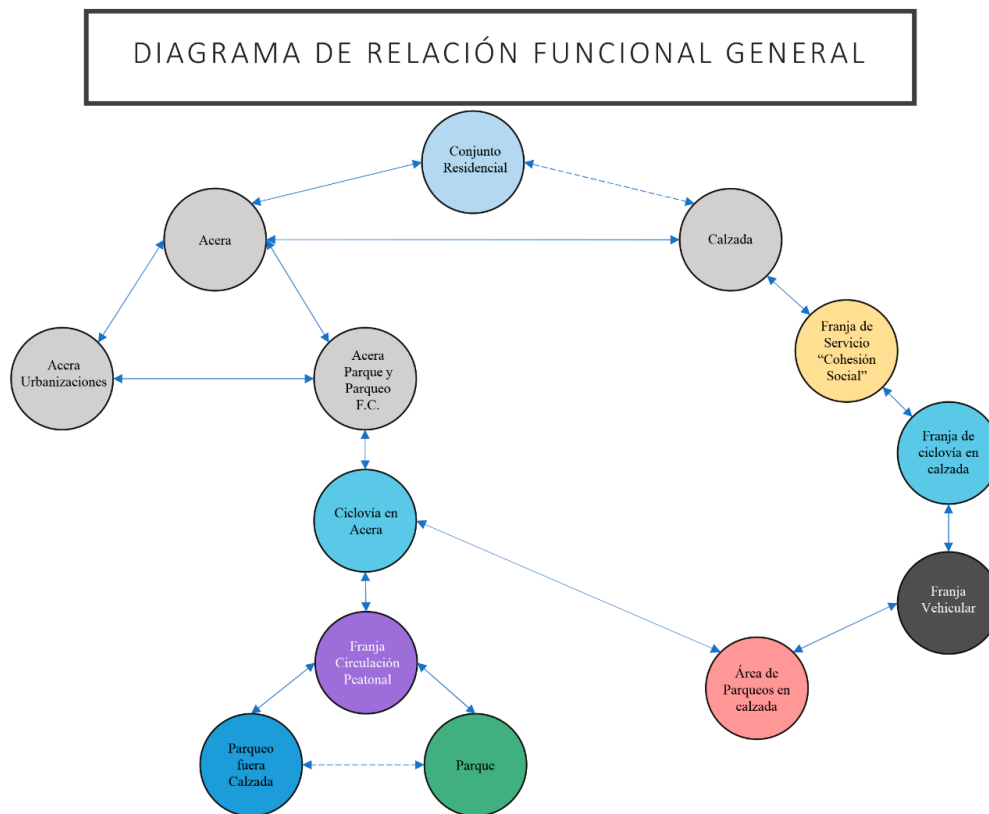 DIAGRAMA DE RELACIÓN FUNCIONAL GENERAL
Conjunto
Residencial
Acera
Calzada
Acera
Urbanizaciones
Acera
Parque y
Parqueo
F.C.
Franja de
Servicio
“Cohesión
Social”
Franja de
ciclovía en
calzada
Ciclovía en
Acera
Franja
Vehicular
Franja
Circulación
Peatonal
Área de
Parqueos en
calzada
Parqueo
fuera
Calzada
Parque